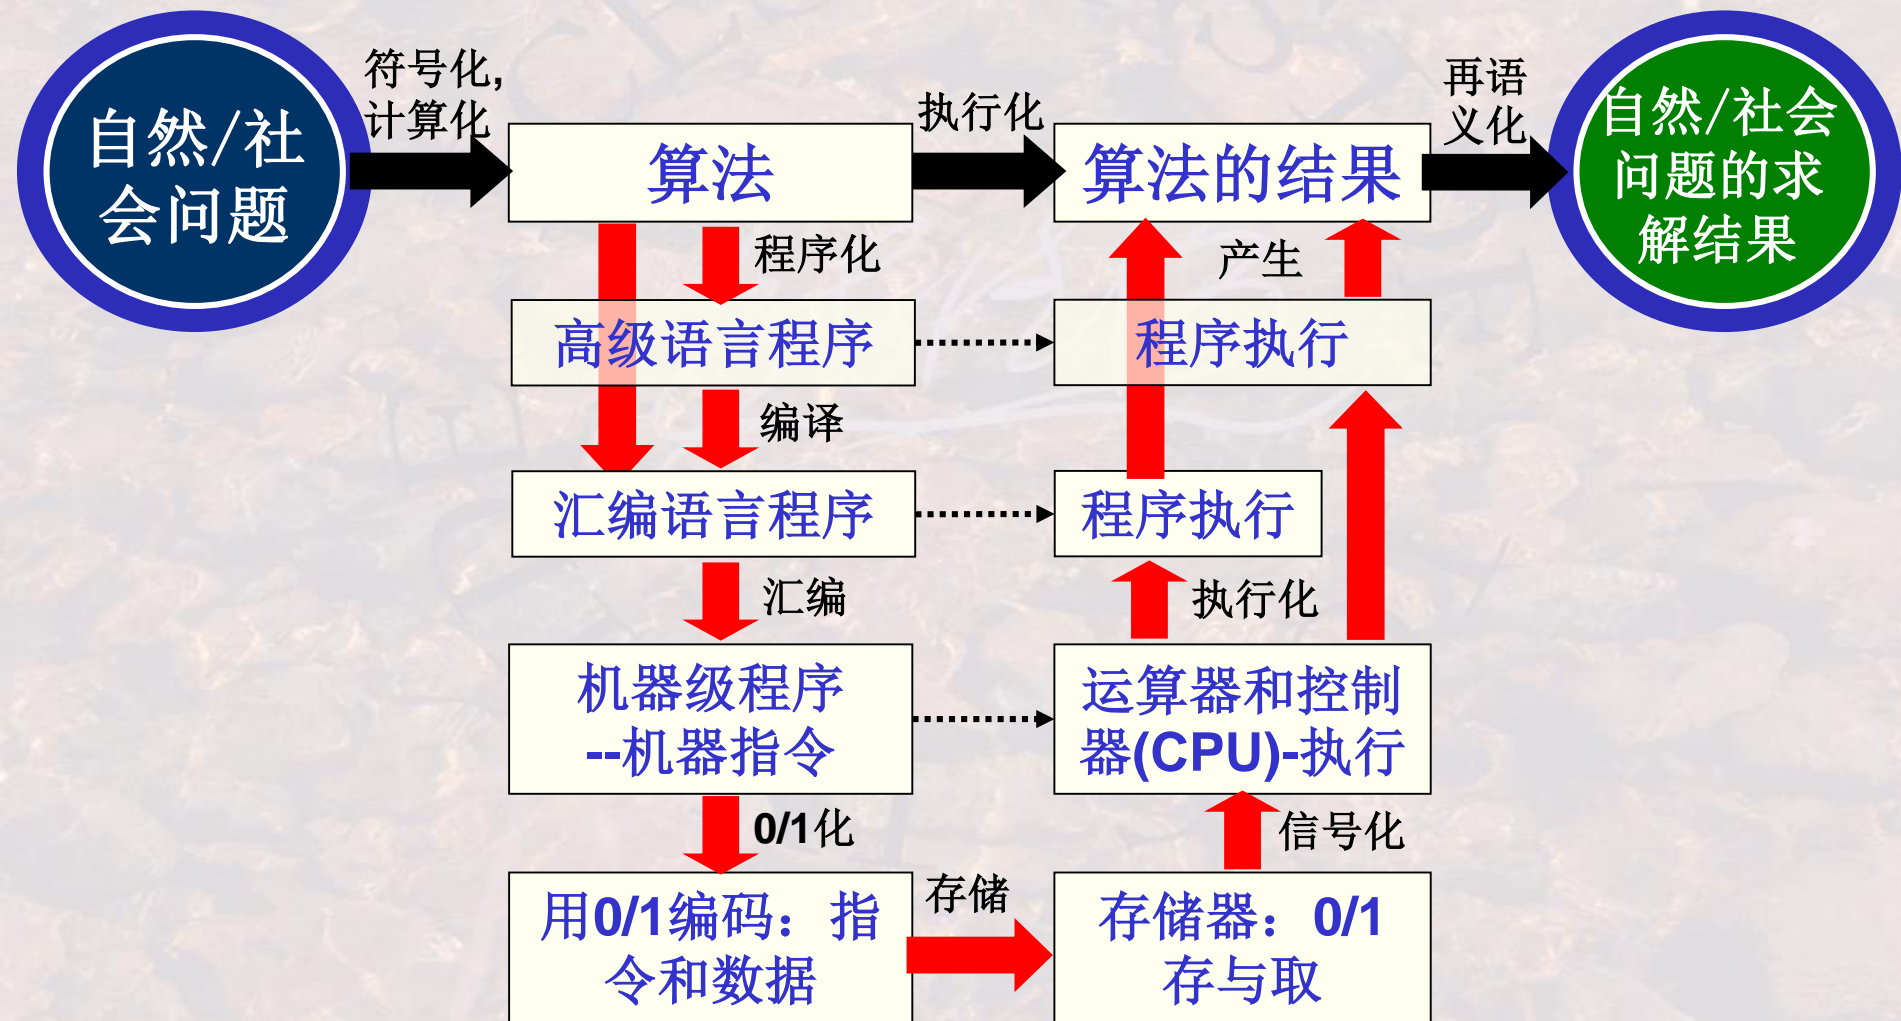 自然/社
会问题
符号化,
计算化
算法
执行化
算法的结果
再语
义化
自然/社会
问题的求
解结果
程序化
产生
高级语言程序
程序执行
编译
汇编语言程序
程序执行
汇编
执行化
机器级程序
--机器指令
运算器和控制
器(CPU)-执行
0/1化
信号化
用0/1编码：指
令和数据
存储
存储器：0/1
存与取